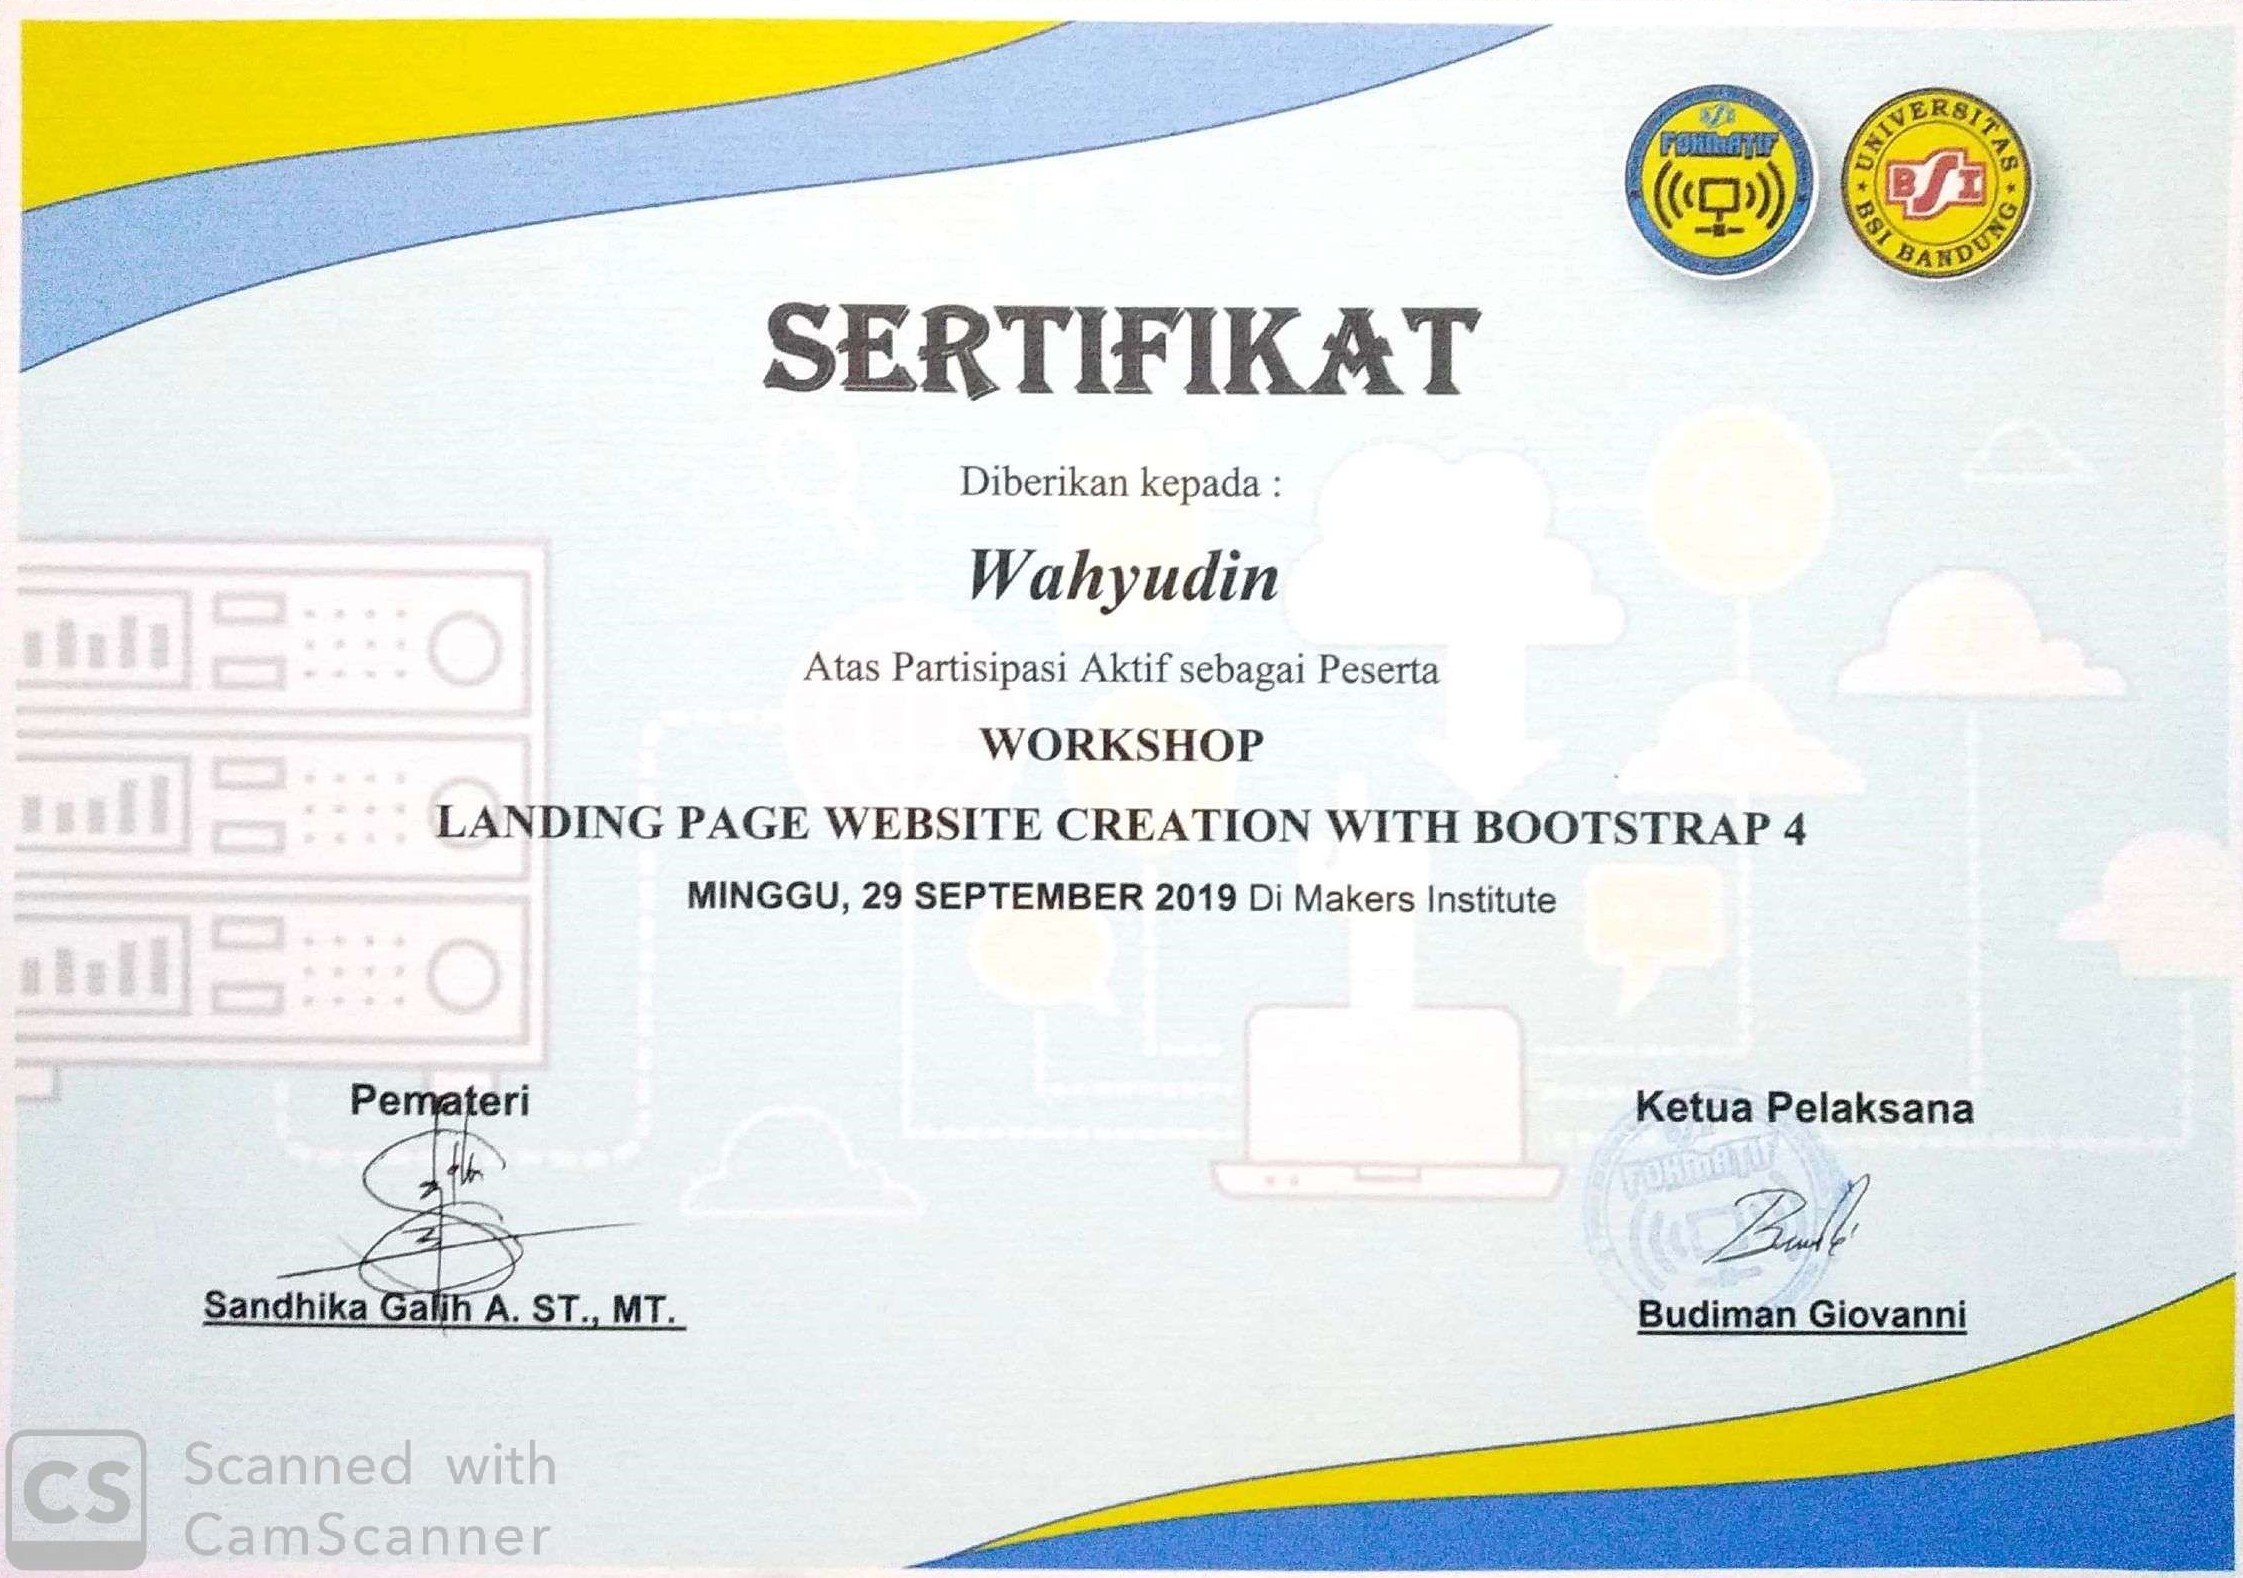 FORMATIF
UNIVERSITAS
BSI
BSI BANDUNG
SERTIFIKAT
Diberikan kepada :
Wahyudin
Atas Partisipasi Aktif sebagai Peserta
WORKSHOP
LANDING PAGE WEBSITE CREATION WITH BOOTSTRAP 4
MINGGU, 29 SEPTEMBER 2019 Di Makers Institute
Pemateri
Sandhika Galih A. ST., MT.
Ketua Pelaksana
FORMATIF
Budiman Giovanni
CS
Scanned with
CamScanner